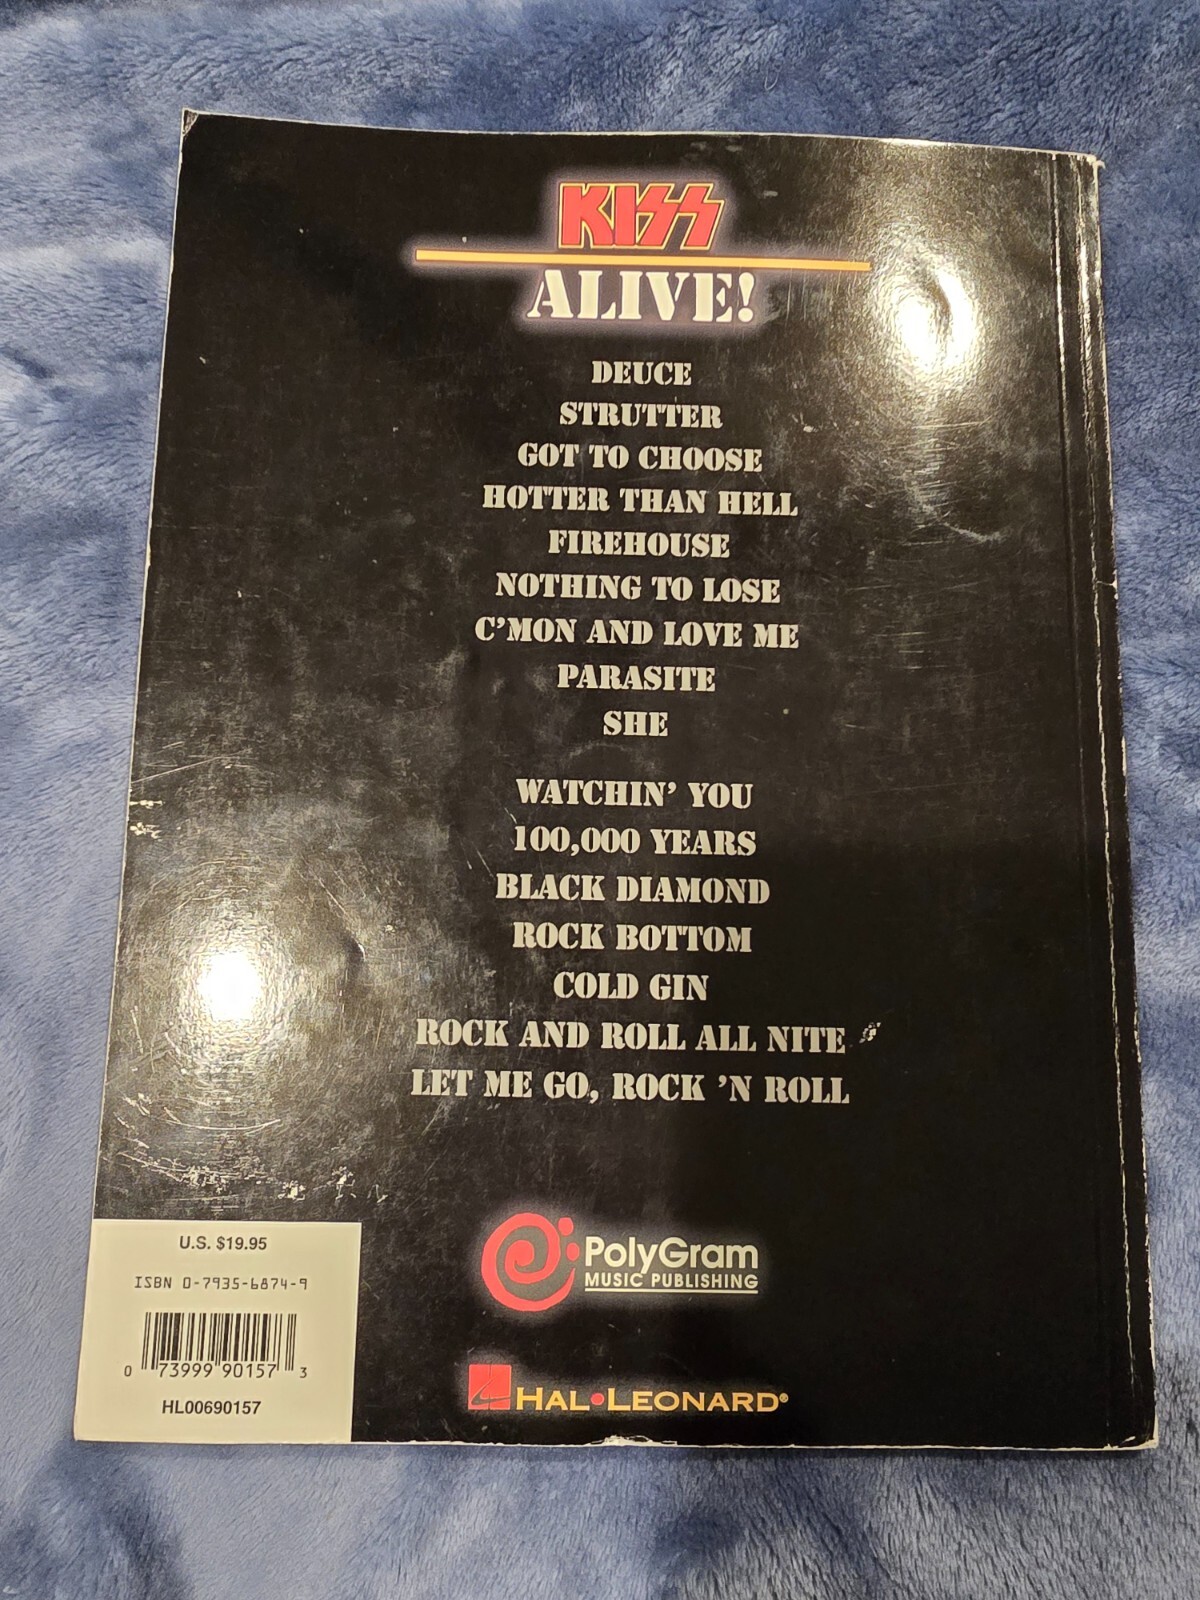 KISS
ALIVE!
DEUCE
STRUTTER
GOT TO CHOOSE
HOTTER THAN HELL
FIREHOUSE
NOTHING TO LOSE
C'MON AND LOVE ME
PARASITE
SHE
WATCHIN' YOU
100,000 YEARS
BLACK DIAMOND
ROCK BOTTOM
COLD GIN
ROCK AND ROLL ALL NITE
LET ME GO, ROCK 'N ROLL
PolyGram
MUSIC PUBLISHING
HAL•LEONARD®
U.S. $19.95
ISBN 0-7935-6874-9
0 73999 90157 3
HL00690157